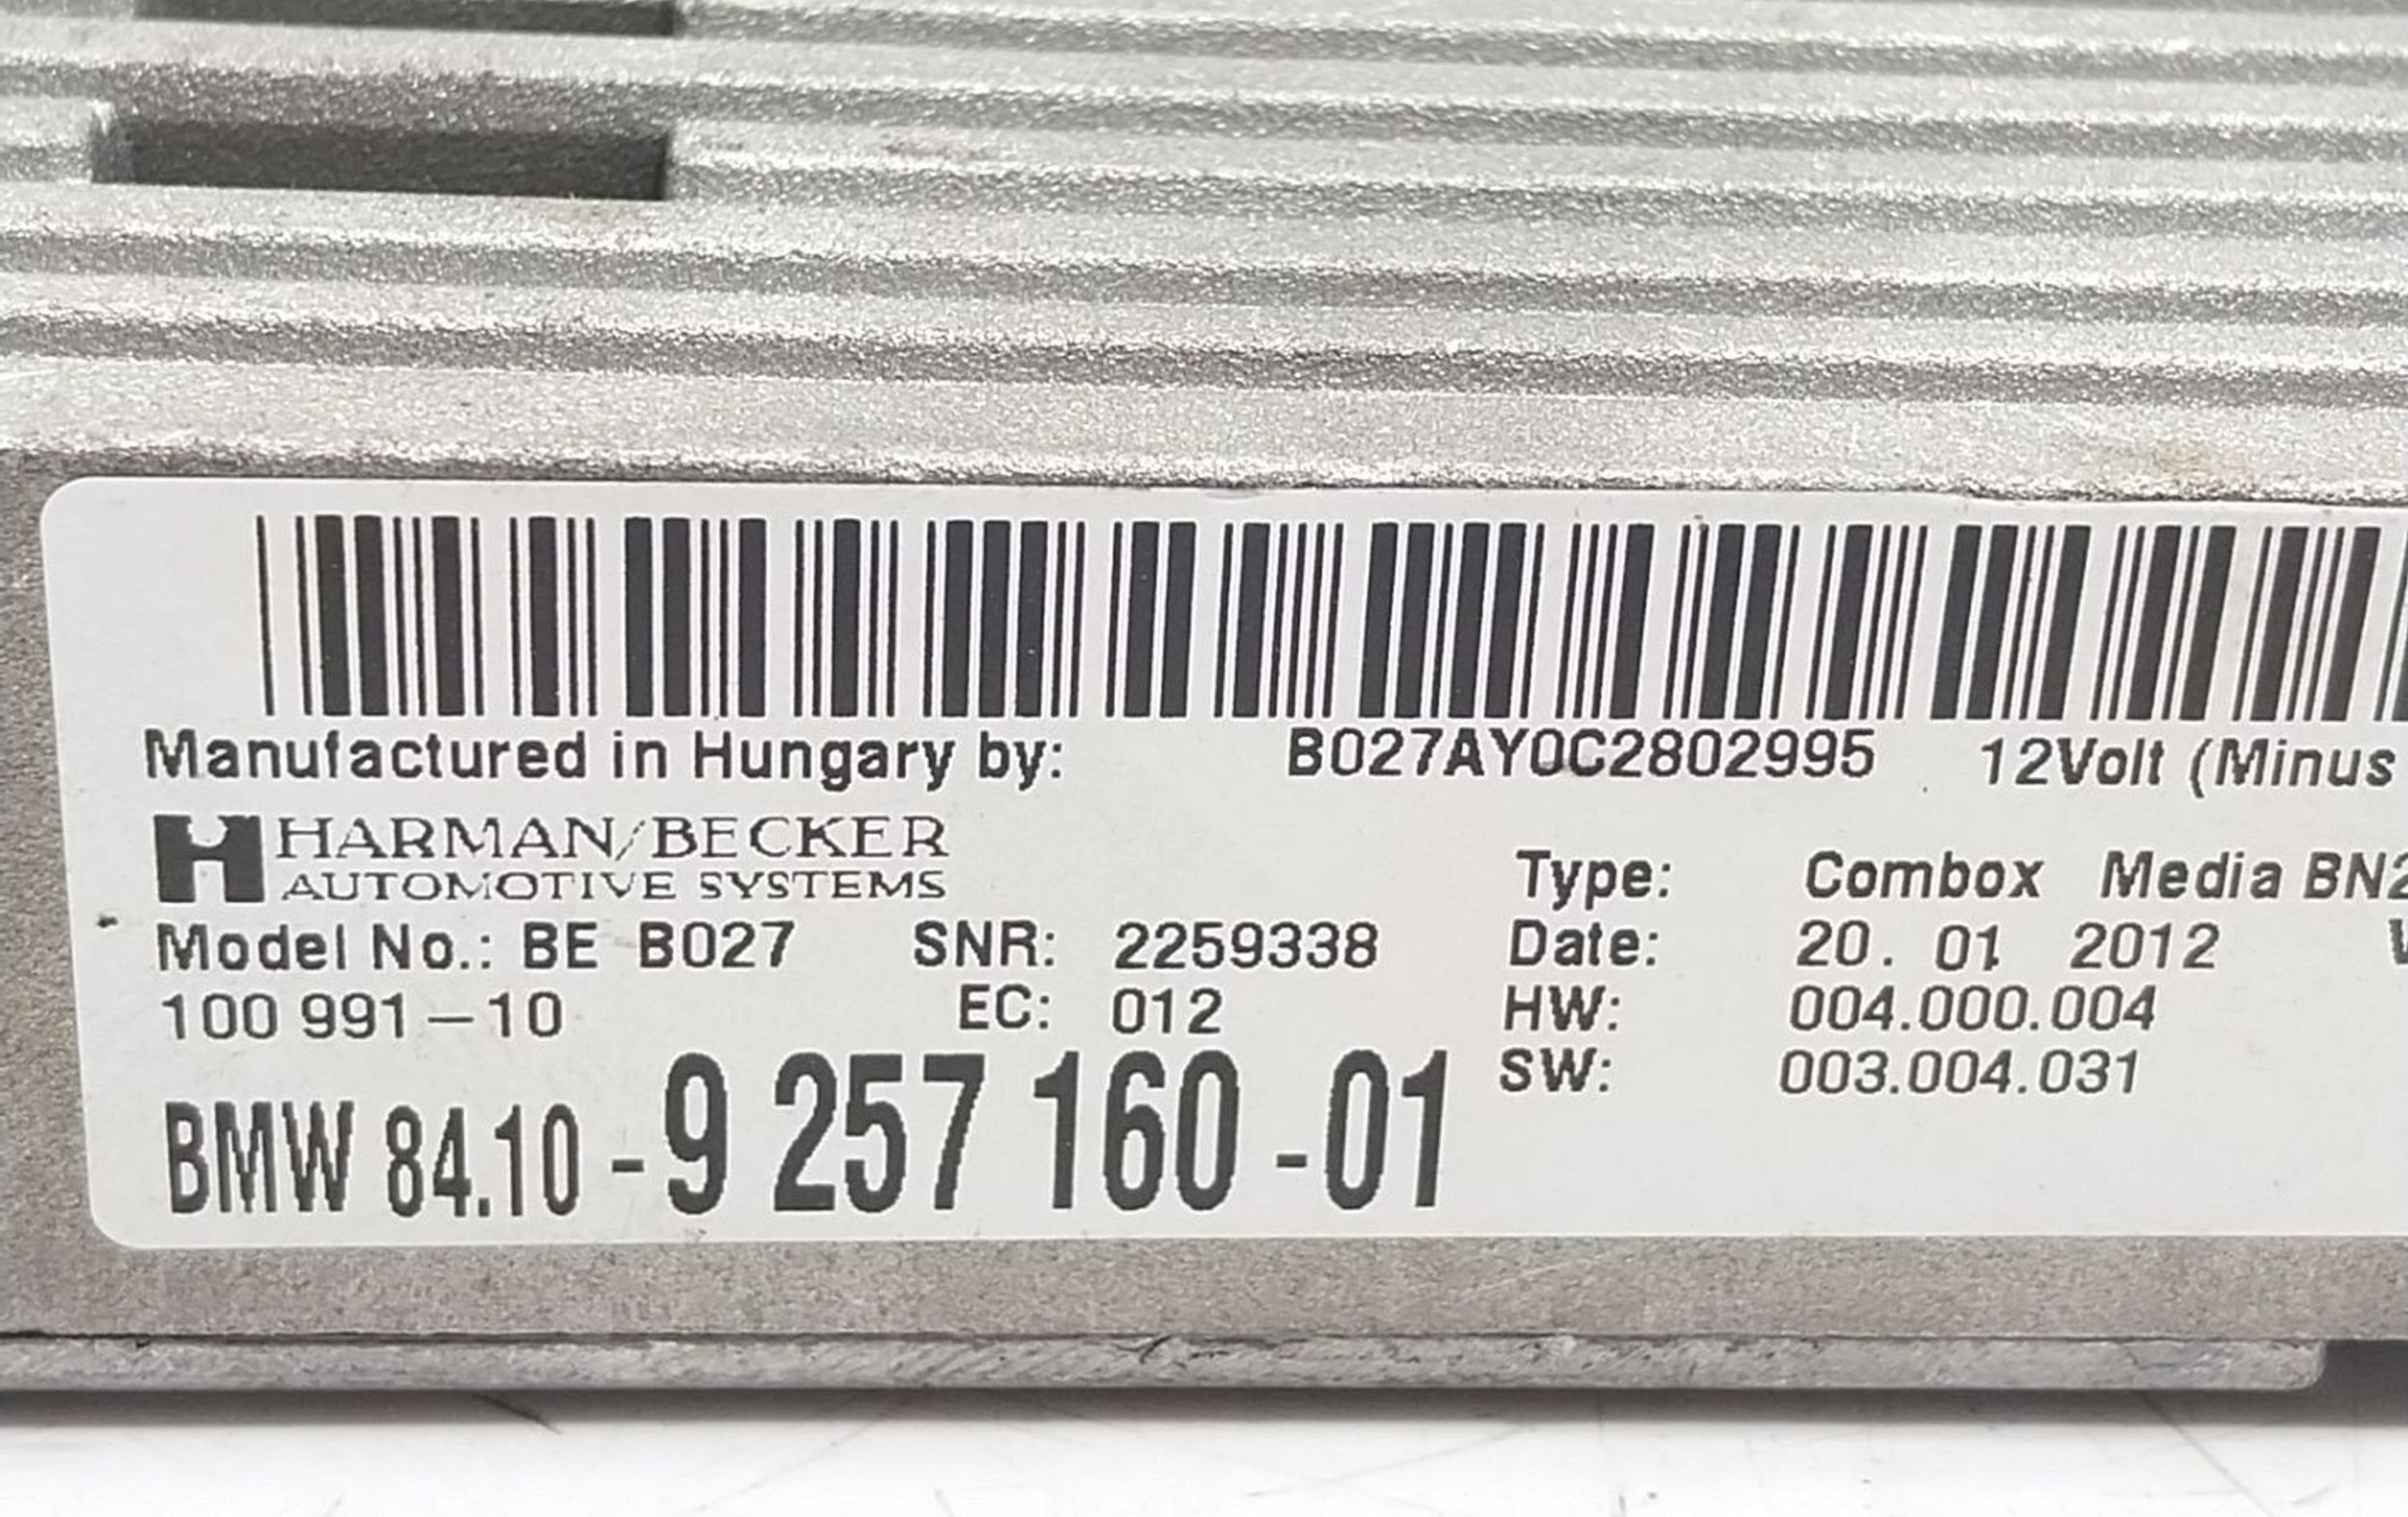 Manufactured in Hungary by: B027AY0C2802995 12Volt (Minus
HARMAN/BECKER
AUTOMOTIVE SYSTEMS
Type: Combox Media BN2
Model No.: BE B027 SNR: 2259338 Date: 20. 01 2012
100 991-10 EC: 012 HW: 004.000.004
SW: 003.004.031
BMW 84.10 - 9 257 160 - 01